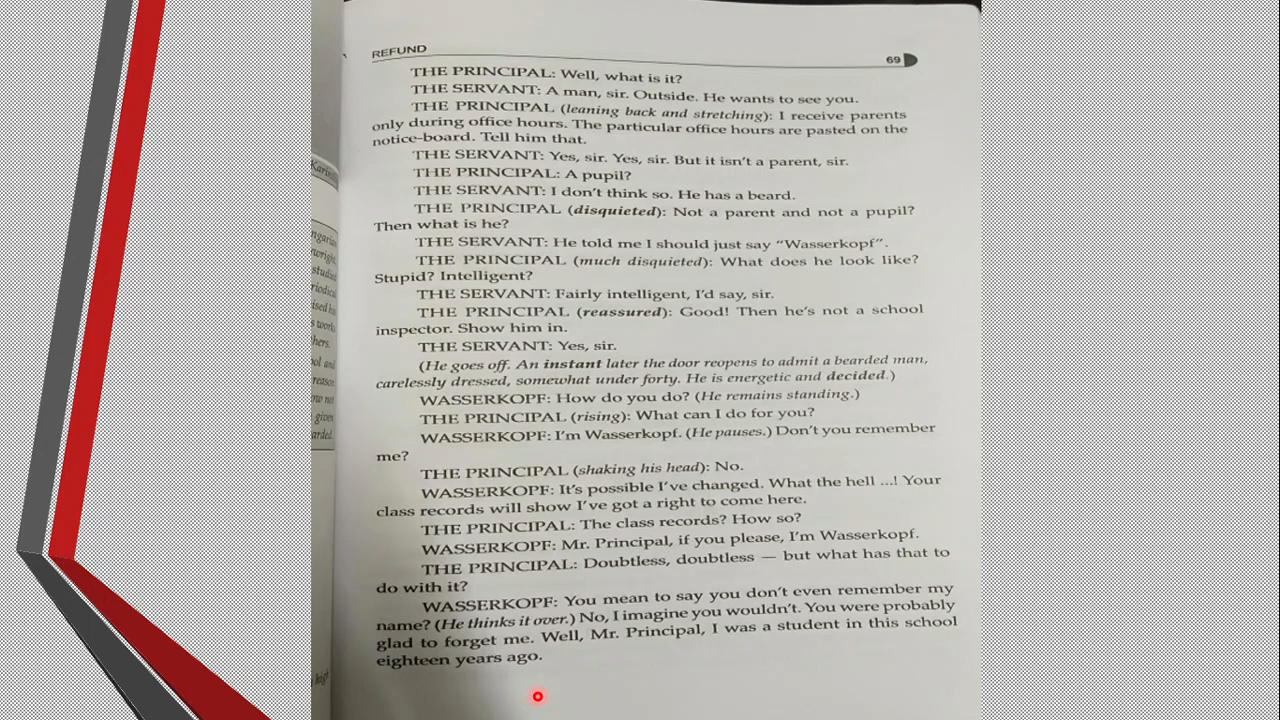 REFUND
69
THE PRINCIPAL: Well, what is it?
THE SERVANT: A man, sir. Outside. He wants to see you.
THE PRINCIPAL (leaning back and stretching): I receive parents
only during office hours. The particular office hours are pasted on the
notice-board. Tell him that.
THE SERVANT: Yes, sir. Yes, sir. But it isn't a parent, sir.
THE PRINCIPAL: A pupil?
THE SERVANT: I don't think so. He has a beard.
THE PRINCIPAL (disquieted): Not a parent and not a pupil?
Then what is he?
THE SERVANT: He told me I should just say “Wasserkopf”.
THE PRINCIPAL (much disquieted): What does he look like?
Stupid? Intelligent?
THE SERVANT: Fairly intelligent, I'd say, sir.
THE PRINCIPAL (reassured): Good! Then he's not a school
inspector. Show him in.
THE SERVANT: Yes, sir.
(He goes off. An instant later the door reopens to admit a bearded man,
carelessly dressed, somewhat under forty. He is energetic and decided.)
WASSERKOPF: How do you do? (He remains standing.)
THE PRINCIPAL (rising): What can I do for you?
WASSERKOPF: I'm Wasserkopf. (He pauses.) Don't you remember
me?
THE PRINCIPAL (shaking his head): No.
WASSERKOPF: It's possible I've changed. What the hell ...! Your
class records will show I've got a right to come here.
THE PRINCIPAL: The class records? How so?
WASSERKOPF: Mr. Principal, if you please, I'm Wasserkopf.
THE PRINCIPAL: Doubtless, doubtless — but what has that to
do with it?
WASSERKOPF: You mean to say you don't even remember my
name? (He thinks it over.) No, I imagine you wouldn't. You were probably
glad to forget me. Well, Mr. Principal, I was a student in this school
eighteen years ago.